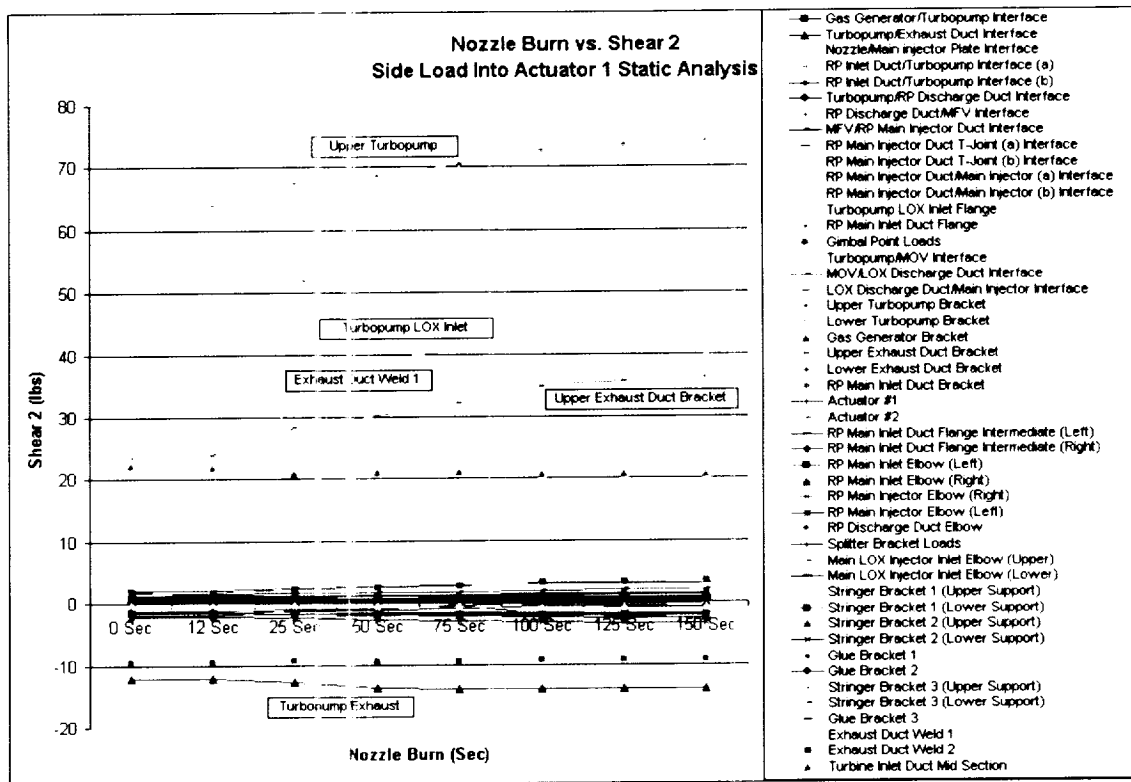 Nozzle Burn vs. Shear 2
Side Load Into Actuator 1 Static Analysis
Shear 2 (lbs)
80
70
60
50
40
30
20
10
0
-10
-20
Upper Turbopump
Turbopump LOX Inlet
Exhaust Duct Weld 1
Upper Exhaust Duct Bracket
0 Sec
12 Sec
25 Sec
50 Sec
75 Sec
100 Sec
125 Sec
150 Sec
Turbopump Exhaust
Nozzle Burn (Sec)
Gas Generator/Turbopump Interface
Turbopump/Exhaust Duct Interface
Nozzle/Main injector Plate Interface
RP Inlet Duct/Turbopump Interface (a)
RP Inlet Duct/Turbopump Interface (b)
Turbopump/RP Discharge Duct Interface
RP Discharge Duct/MFV Interface
MFV/RP Main Injector Duct Interface
RP Main Injector Duct T-Joint (a) Interface
RP Main Injector Duct T-Joint (b) Interface
RP Main Injector Duct/Main Injector (a) Interface
RP Main Injector Duct/Main Injector (b) Interface
Turbopump LOX Inlet Flange
RP Main Inlet Duct Flange
Gimbal Point Loads
Turbopump/MOV Interface
MOV/LOX Discharge Duct Interface
LOX Discharge Duct/Main Injector Interface
Upper Turbopump Bracket
Lower Turbopump Bracket
Gas Generator Bracket
Upper Exhaust Duct Bracket
Lower Exhaust Duct Bracket
RP Main Inlet Duct Bracket
Actuator #1
Actuator #2
RP Main Inlet Duct Flange Intermediate (Left)
RP Main Inlet Duct Flange Intermediate (Right)
RP Main Inlet Elbow (Left)
RP Main Inlet Elbow (Right)
RP Main Injector Elbow (Right)
RP Main Injector Elbow (Left)
RP Discharge Duct Elbow
Splitter Bracket Loads
Main LOX Injector Inlet Elbow (Upper)
Main LOX Injector Inlet Elbow (Lower)
Stringer Bracket 1 (Upper Support)
Stringer Bracket 1 (Lower Support)
Stringer Bracket 2 (Upper Support)
Stringer Bracket 2 (Lower Support)
Glue Bracket 1
Glue Bracket 2
Stringer Bracket 3 (Upper Support)
Stringer Bracket 3 (Lower Support)
Glue Bracket 3
Exhaust Duct Weld 1
Exhaust Duct Weld 2
Turbine Inlet Duct Mid Section